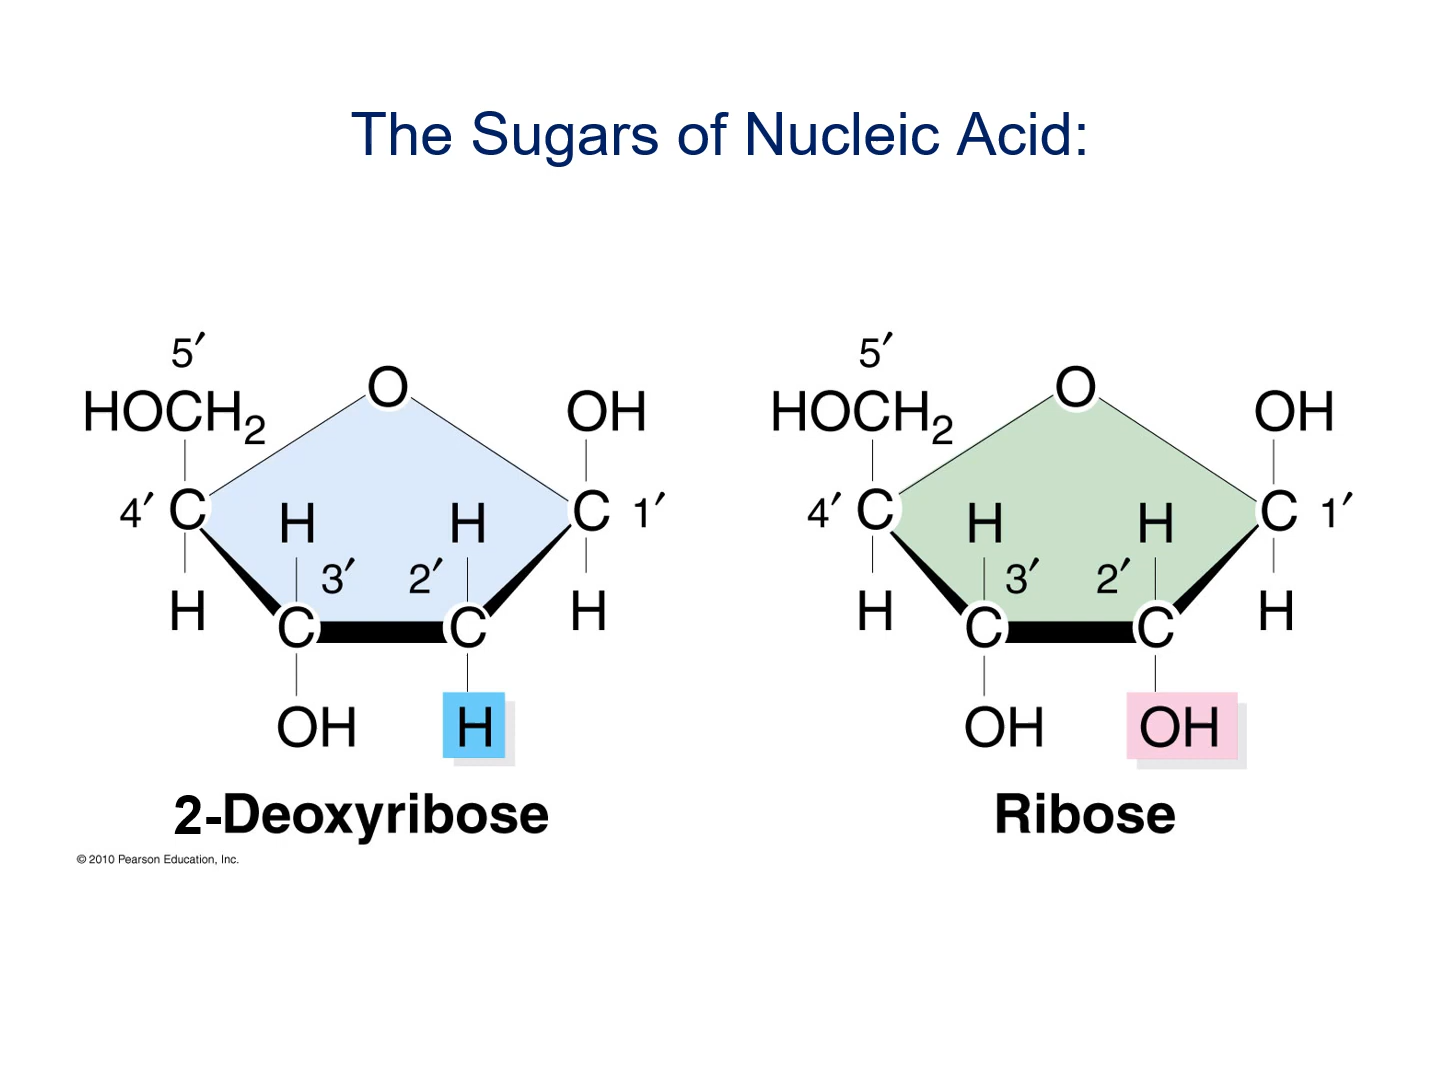 The Sugars of Nucleic Acid:
5′
HOCH2
O
OH
4′ C
H
H
C 1′
3′
2′
H
C
C
H
OH
H
2-Deoxyribose
© 2010 Pearson Education, Inc.
5′
HOCH2
O
OH
4′ C
H
H
C 1′
3′
2′
H
C
C
H
OH
OH
Ribose